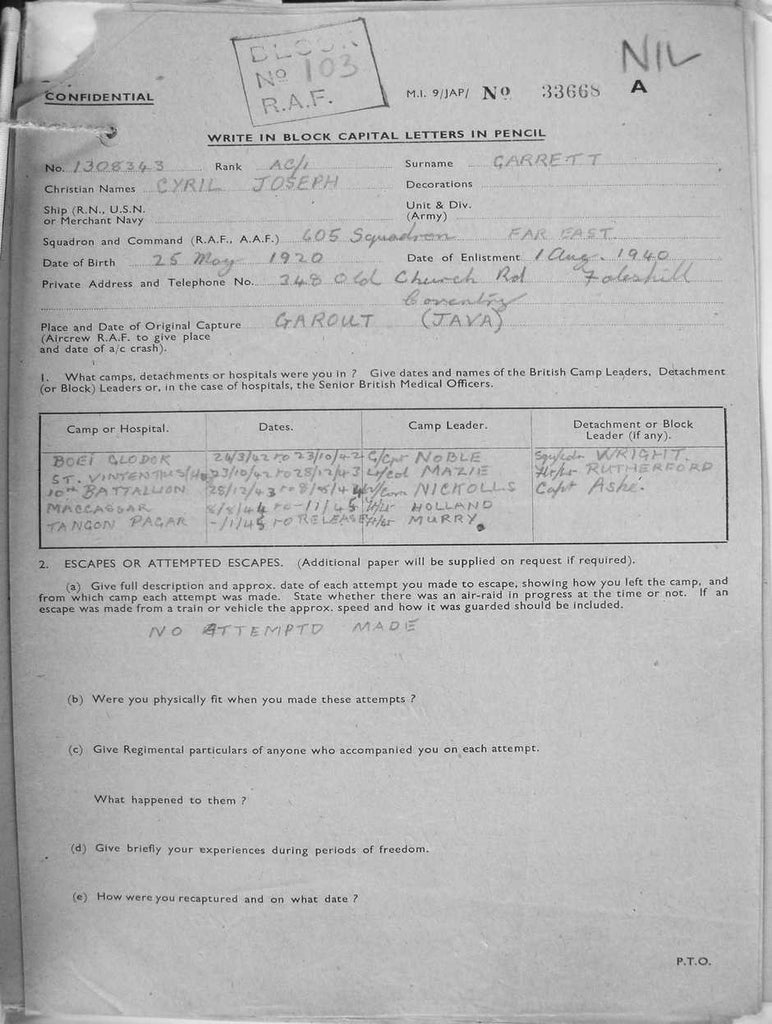 BLOCK
Nº 103
R.A.F.
NIL
CONFIDENTIAL
M.I. 9/JAP/ Nº 33668 A
WRITE IN BLOCK CAPITAL LETTERS IN PENCIL
No. 1308343 Rank AC/1 Surname GARRETT
Christian Names CYRIL JOSEPH Decorations
Ship (R.N., U.S.N. or Merchant Navy Unit & Div. (Army)
Squadron and Command (R.A.F., A.A.F.) 605 Squadron FAR EAST.
Date of Birth 25 May 1920 Date of Enlistment 1 Aug. 1940
Private Address and Telephone No. 348 Old Church Rd Foleshill
Coventry
Place and Date of Original Capture GAROUT (JAVA)
(Aircrew R.A.F. to give place
and date of a/c crash).
1. What camps, detachments or hospitals were you in ? Give dates and names of the British Camp Leaders, Detachment
(or Block) Leaders or, in the case of hospitals, the Senior British Medical Officers.
Camp or Hospital. Dates. Camp Leader. Detachment or Block Leader (if any).
BOEI GLODOK 24/3/42 to 23/10/42 G/Cpt NOBLE WRIGHT.
ST. 23/10/42 to 28/12/43 Lt/Col MAZIE RUTHERFORD
10TH BATTALION 28/12/43 to NICKOLLS Capt Ashé.
MACCASSAR 8/8/44 to -/1/45 HOLLAND
TANGON PAGAR -/1/45 to RELEASE MURRY.
2. ESCAPES OR ATTEMPTED ESCAPES. (Additional paper will be supplied on request if required).
(a) Give full description and approx. date of each attempt you made to escape, showing how you left the camp, and
from which camp each attempt was made. State whether there was an air-raid in progress at the time or not. If an
escape was made from a train or vehicle the approx. speed and how it was guarded should be included.
NO ATTEMPTD MADE
(b) Were you physically fit when you made these attempts ?
(c) Give Regimental particulars of anyone who accompanied you on each attempt.
What happened to them ?
(d) Give briefly your experiences during periods of freedom.
(e) How were you recaptured and on what date ?
P.T.O.